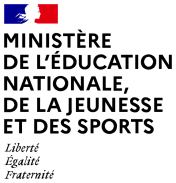 MINISTÈRE
DE L'ÉDUCATION
NATIONALE,
DE LA JEUNESSE
ET DES SPORTS
Liberté
Égalité
Fraternité